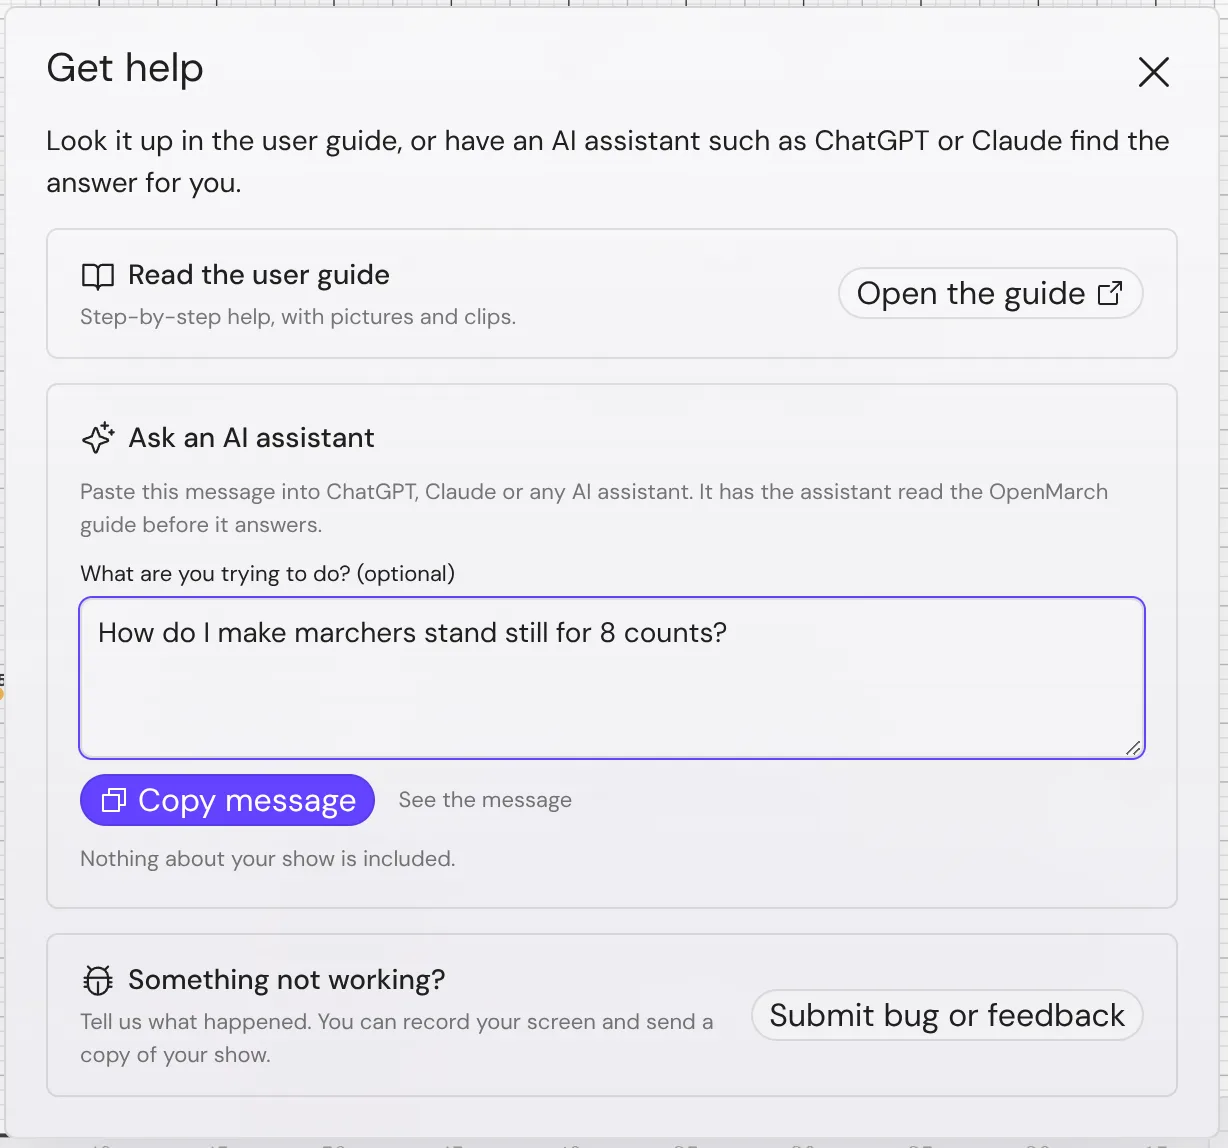 Get help
Look it up in the user guide, or have an AI assistant such as ChatGPT or Claude find the
answer for you.
Read the user guide
Step-by-step help, with pictures and clips.
Open the guide
Ask an AI assistant
Paste this message into ChatGPT, Claude or any AI assistant. It has the assistant read the OpenMarch
guide before it answers.
What are you trying to do? (optional)
How do I make marchers stand still for 8 counts?
Copy message
See the message
Nothing about your show is included.
Something not working?
Tell us what happened. You can record your screen and send a
copy of your show.
Submit bug or feedback